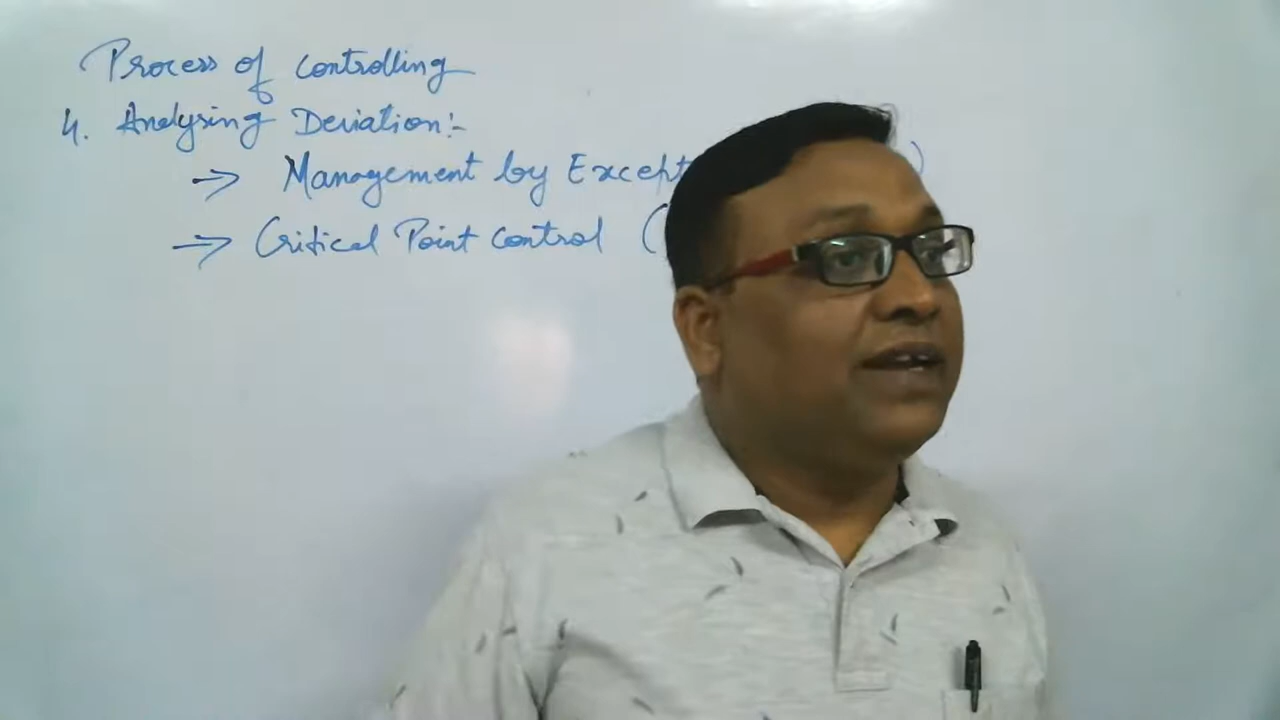 Process of controlling
4. Analysing Deviation:-
→ Management by Except )
→ Critical Point control (